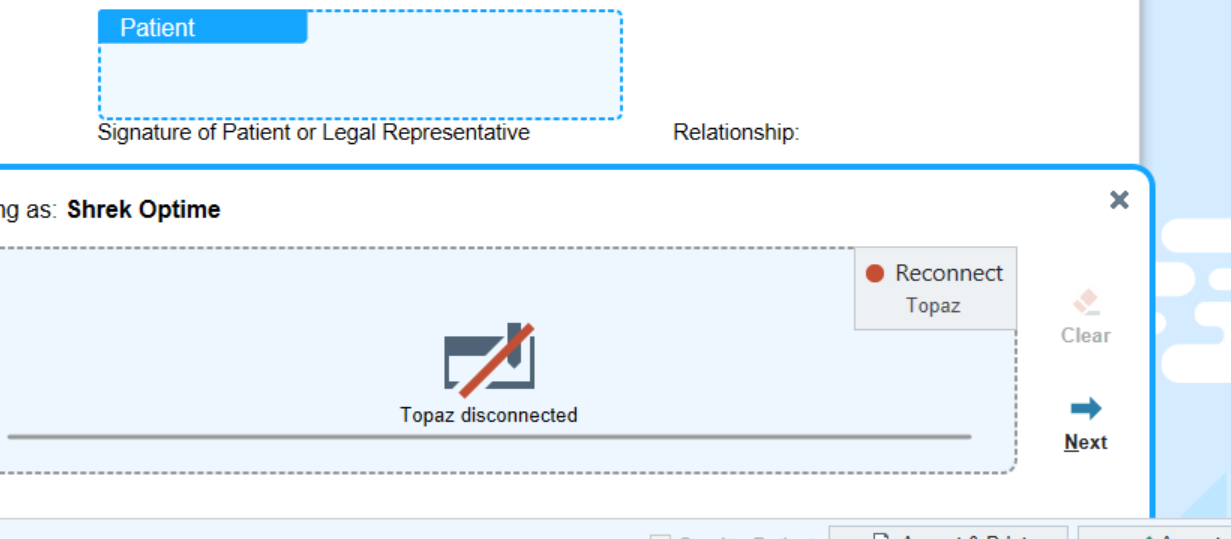 Patient
Signature of Patient or Legal Representative Relationship:
ng as: Shrek Optime
Reconnect
Topaz
Clear
Topaz disconnected
Next